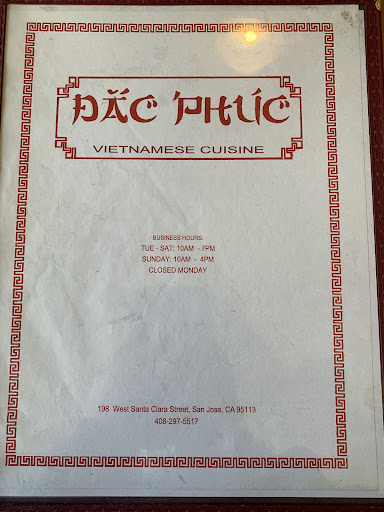 ĐẮC PHÚC
VIETNAMESE CUISINE
BUSINESS HOURS:
TUE - SAT: 10AM - 7PM
SUNDAY: 10AM - 4PM
CLOSED MONDAY
198 West Santa Clara Street, San Jose, CA 95113
408-297-5517